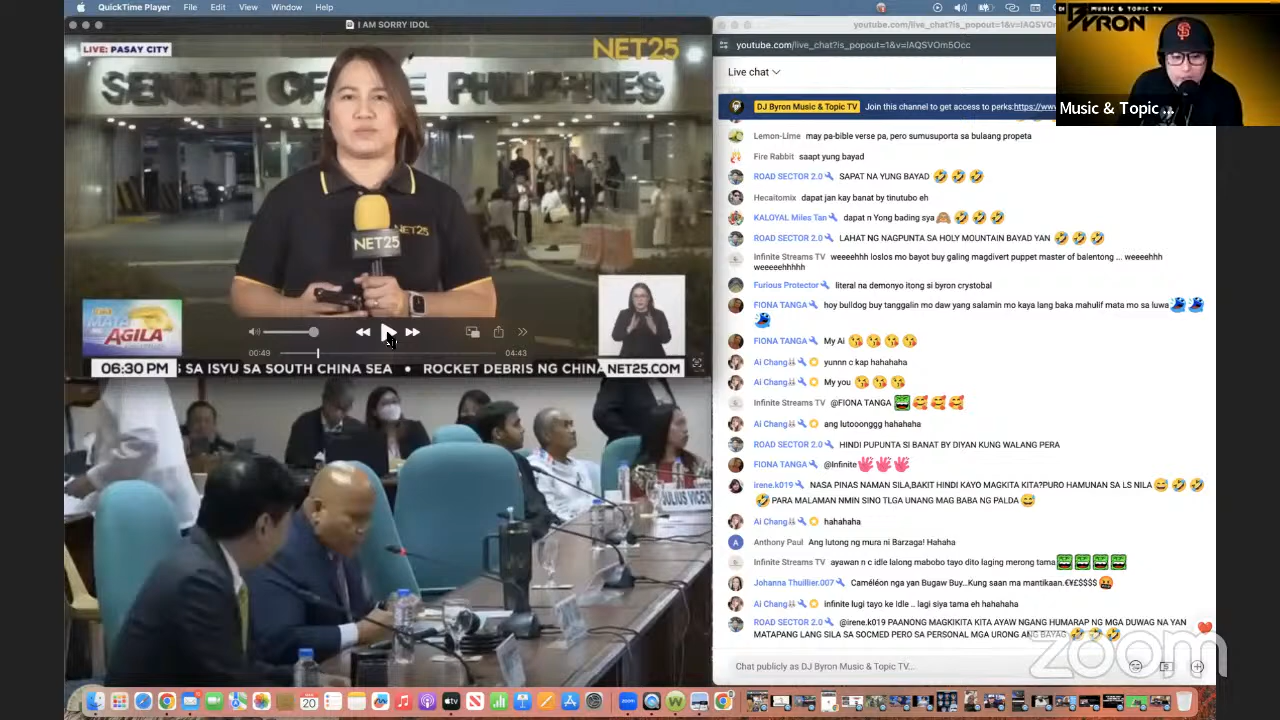 QuickTime Player File Edit View Window Help
I AM SORRY IDOL
LIVE: PASAY CITY
NET25
SENATE OF THE PHILIPPINES
NET25
NET25
MATA AGILA
00:49
04:43
06:30 PM
SA ISYU SA SOUTH CHINA SEA • ROCKET DEBRIS NG CHINA
NET25.COM
JULIUS VICENT
youtube.com/live_chat?is_popout=1&v=lAQSVOm5Occ
Live chat
DJ Byron Music & Topic TV Join this channel to get access to perks:https://www
Lemon-Lime may pa-bible verse pa, pero sumusuporta sa bulaang propeta
Fire Rabbit saapt yung bayad
ROAD SECTOR 2.0 SAPAT NA YUNG BAYAD 🤣 🤣 🤣
Hecaitomix dapat jan kay banat by tinutubo eh
KALOYAL Miles Tan dapat n Yong bading sya🙈 🤣 🤣 🤣
ROAD SECTOR 2.0 LAHAT NG NAGPUNTA SA HOLY MOUNTAIN BAYAD YAN 🤣 🤣 🤣
Infinite Streams TV weeeehhh loslos mo bayot buy galing magdivert puppet master of balentong ... weeeehhh
weeeeehhhhh
Furious Protector literal na demonyo itong si byron crystobal
FIONA TANGA hoy bulldog buy tanggalin mo daw yang salamin mo kaya lang baka mahulif mata mo sa luwa
FIONA TANGA My Ai 😘 😘 😘 😘
Ai Chang yunnn c kap hahahaha
Ai Chang My you 😘 😘 😘
Infinite Streams TV @FIONA TANGA 🥰 🥰 🥰
Ai Chang ang lutooonggg hahahaha
ROAD SECTOR 2.0 HINDI PUPUNTA SI BANAT BY DIYAN KUNG WALANG PERA
FIONA TANGA @Infinite
irene.k019 NASA PINAS NAMAN SILA,BAKIT HINDI KAYO MAGKITA KITA?PURO HAMUNAN SA LS NILA 😅 🤣 🤣
🤣 PARA MALAMAN NMIN SINO TLGA UNANG MAG BABA NG PALDA😅
Ai Chang hahahaha
Anthony Paul Ang lutong ng mura ni Barzaga! Hahaha
Infinite Streams TV ayawan n c idle lalong mabobo tayo dito laging merong tama
Johanna Thuillier.007 Caméléon nga yan Bugaw Buy...Kung saan ma mantikaan.€¥£$$$$ 🤬
Ai Chang infinite lugi tayo ke Idle .. lagi siya tama eh hahahaha
ROAD SECTOR 2.0 @irene.k019 PAANONG MAGKIKITA KITA AYAW NGANG HUMARAP NG MGA DUWAG NA YAN
MATAPANG LANG SILA SA SOCMED PERO SA PERSONAL MGA URONG ANG BAYAG 🤣 🤣 🤣
Chat publicly as DJ Byron Music & Topic TV...
zoom
BYRON
MUSIC & TOPIC TV
Music & Topic ...
20